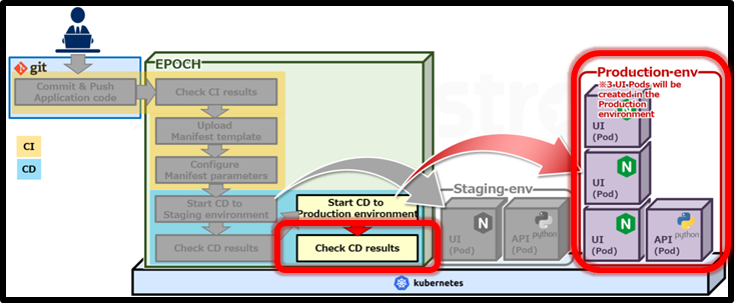 git
Commit & Push
Application code
CI
CD
EPOCH
Check CI results
Upload
Manifest template
Configure
Manifest parameters
Start CD to
Staging environment
Check CD results
Start CD to
Production environment
Check CD results
Staging-env
UI
(Pod)
API
(Pod)
python
Production-env
※3 UI Pods will be
created in the
Production
environment
UI
(Pod)
UI
(Pod)
UI
(Pod)
API
(Pod)
python
kubernetes